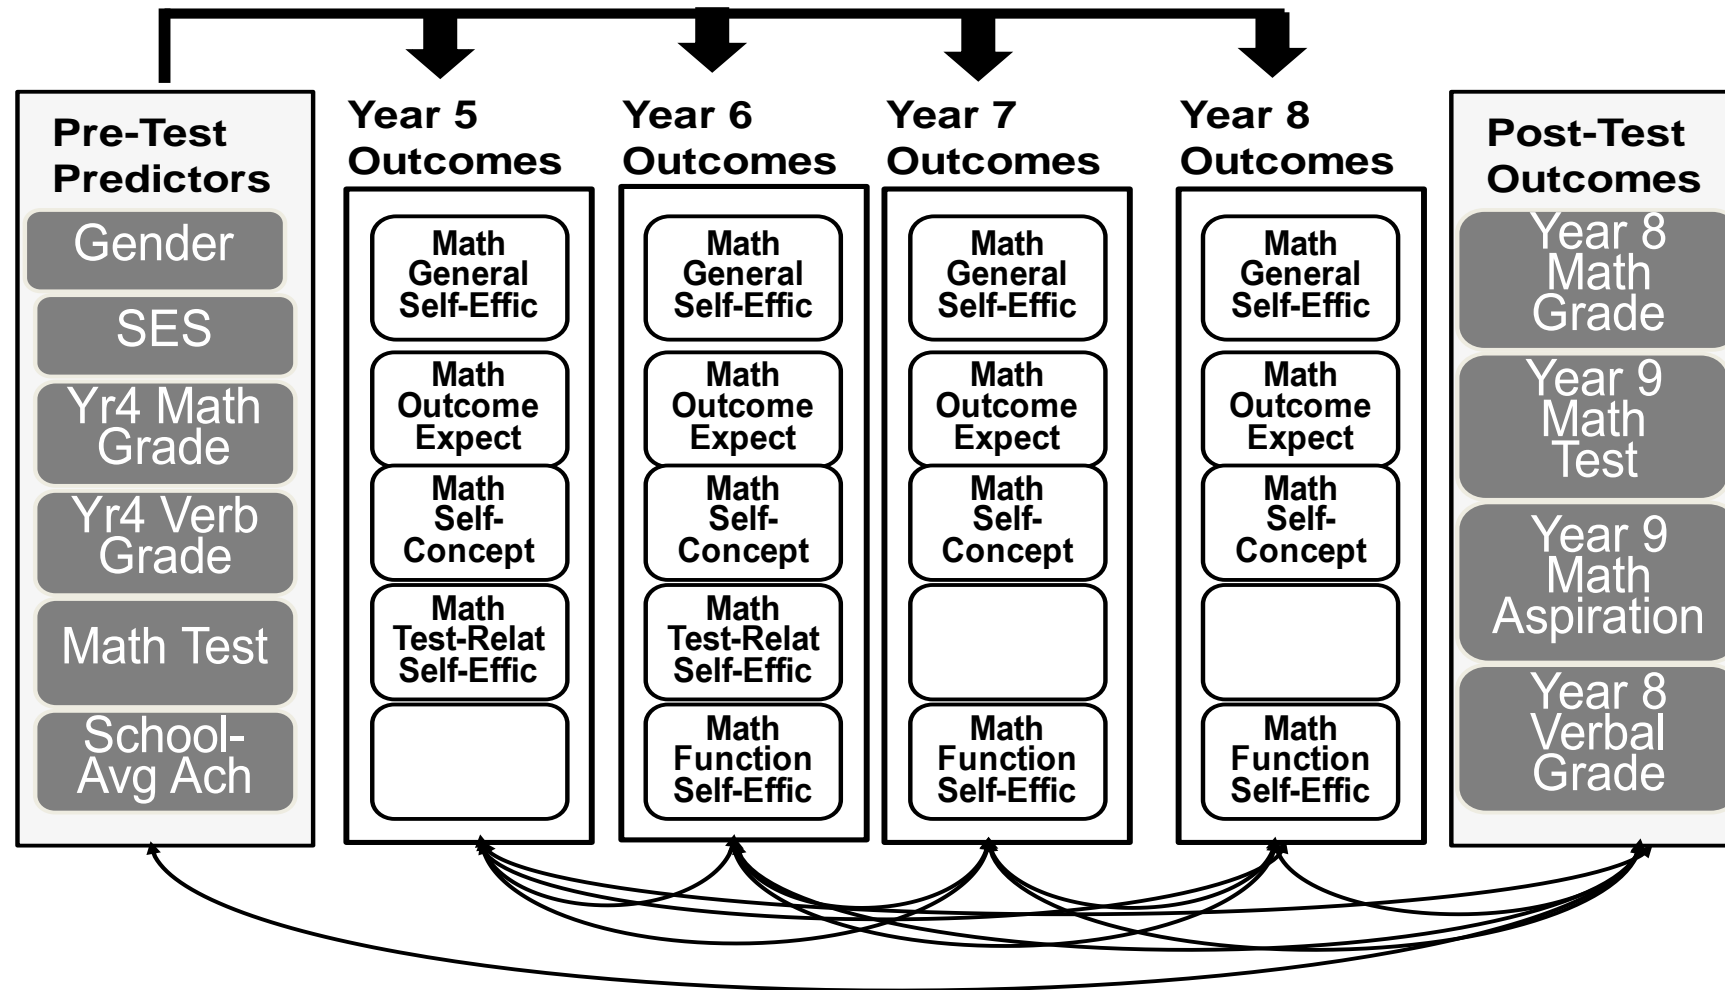 Pre-Test
Predictors
Gender
SES
Yr4 Math
Grade
Yr4 Verb
Grade
Math Test
School-
Avg Ach
Year 5
Outcomes
Math
General
Self-Effic
Math
Outcome
Expect
Math
Self-
Concept
Math
Test-Relat
Self-Effic
Year 6
Outcomes
Math
General
Self-Effic
Math
Outcome
Expect
Math
Self-
Concept
Math
Test-Relat
Self-Effic
Math
Function
Self-Effic
Year 7
Outcomes
Math
General
Self-Effic
Math
Outcome
Expect
Math
Self-
Concept
Math
Function
Self-Effic
Year 8
Outcomes
Math
General
Self-Effic
Math
Outcome
Expect
Math
Self-
Concept
Math
Function
Self-Effic
Post-Test
Outcomes
Year 8
Math
Grade
Year 9
Math
Test
Year 9
Math
Aspiration
Year 8
Verbal
Grade